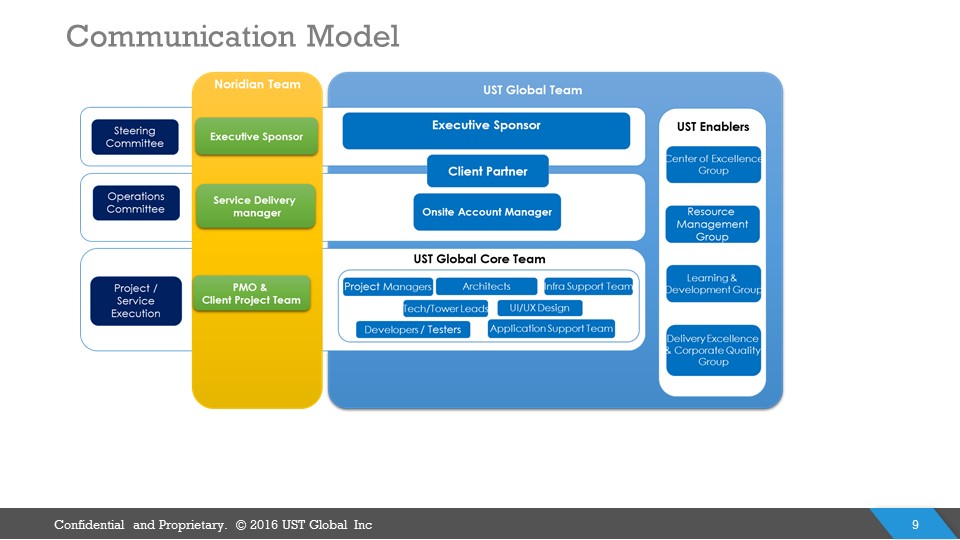 Communication Model
Noridian Team
UST Global Team
Steering
Committee
Executive Sponsor
Executive Sponsor
Client Partner
Operations
Committee
Service Delivery
manager
Onsite Account Manager
Project /
Service
Execution
PMO &
Client Project Team
UST Global Core Team
Project Managers
Architects
Infra Support Team
Tech/Tower Leads
UI/UX Design
Developers / Testers
Application Support Team
UST Enablers
Center of Excellence
Group
Resource
Management
Group
Learning &
Development Group
Delivery Excellence
& Corporate Quality
Group
Confidential and Proprietary. © 2016 UST Global Inc
9